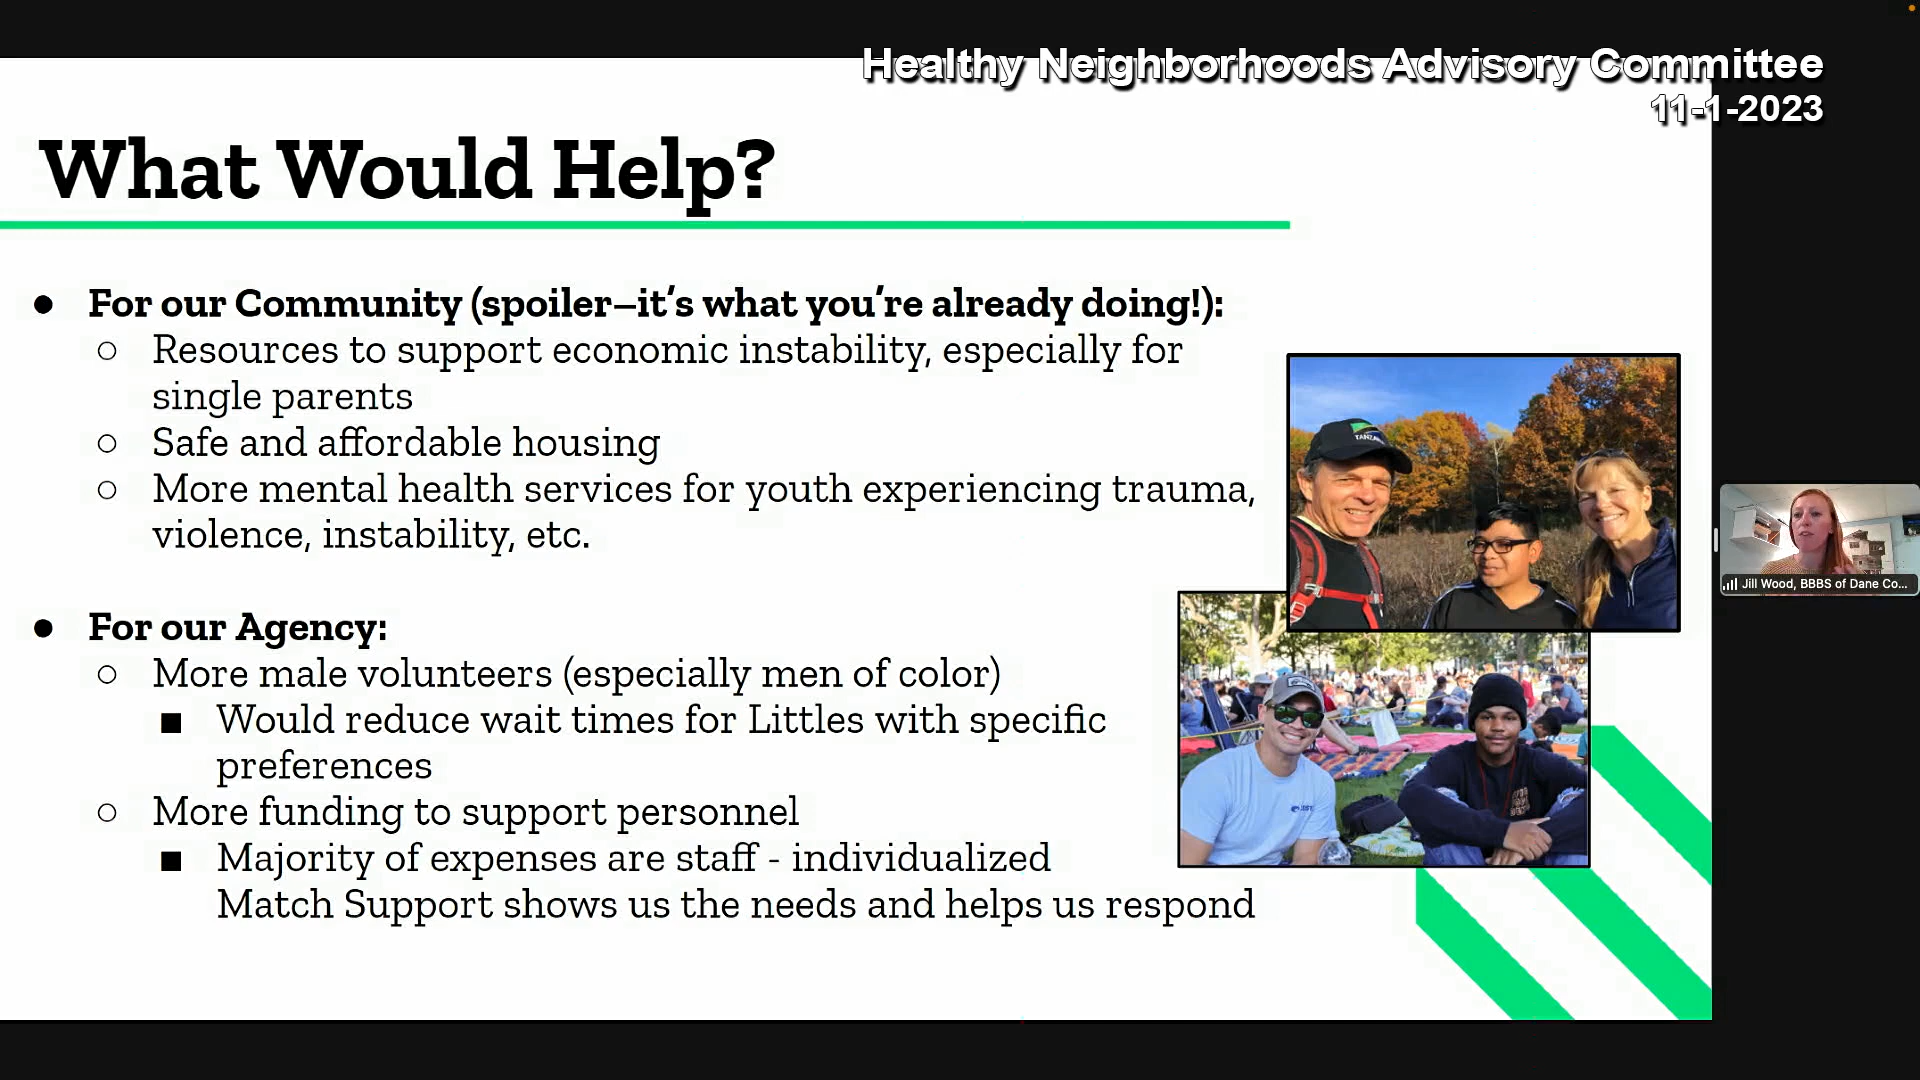 Healthy Neighborhoods Advisory Committee
11-1-2023
What Would Help?
● For our Community (spoiler–it’s what you’re already doing!):
○ Resources to support economic instability, especially for
single parents
○ Safe and affordable housing
○ More mental health services for youth experiencing trauma,
violence, instability, etc.
● For our Agency:
○ More male volunteers (especially men of color)
■ Would reduce wait times for Littles with specific
preferences
○ More funding to support personnel
■ Majority of expenses are staff - individualized
Match Support shows us the needs and helps us respond
Jill Wood, BBBS of Dane Co...